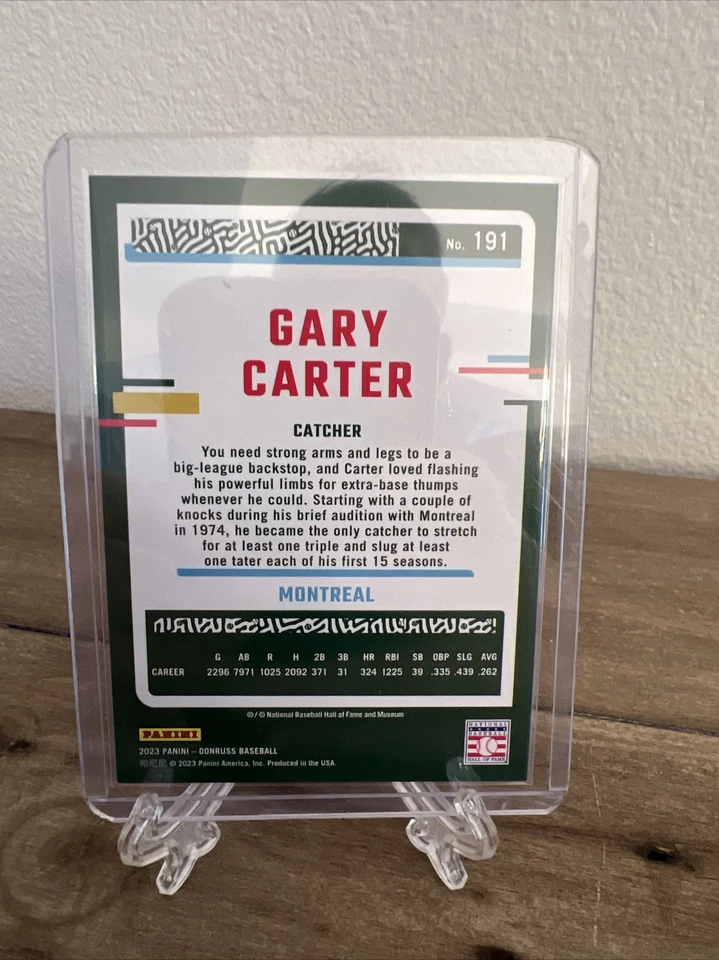 No. 191
GARY
CARTER
CATCHER
You need strong arms and legs to be a
big-league backstop, and Carter loved flashing
his powerful limbs for extra-base thumps
whenever he could. Starting with a couple of
knocks during his brief audition with Montreal
in 1974, he became the only catcher to stretch
for at least one triple and slug at least
one tater each of his first 15 seasons.
MONTREAL
G AB R H 2B 3B HR RBI SB OBP SLG AVG
CAREER 2296 7971 1025 2092 371 31 324 1225 39 .335 .439 .262
®/© National Baseball Hall of Fame and Museum
PANINI
2023 PANINI – DONRUSS BASEBALL
© 2023 Panini America, Inc. Produced in the USA.
NATIONAL
BASEBALL
HALL OF FAME